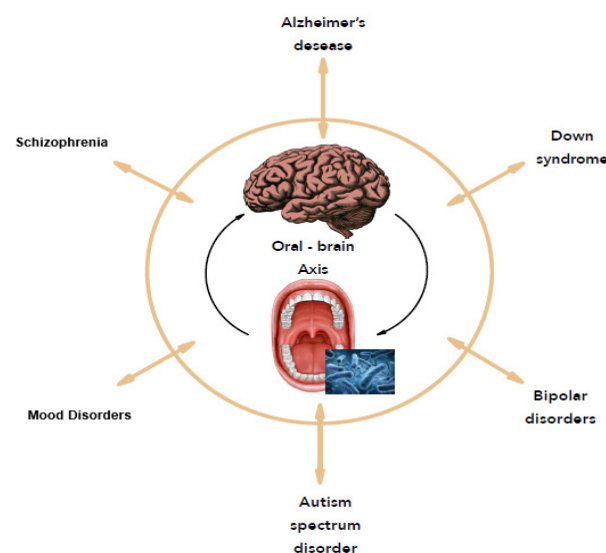 Alzheimer's
desease
Schizophrenia
Down
syndrome
Oral - brain
Axis
Mood Disorders
Bipolar
disorders
Autism
spectrum
disorder